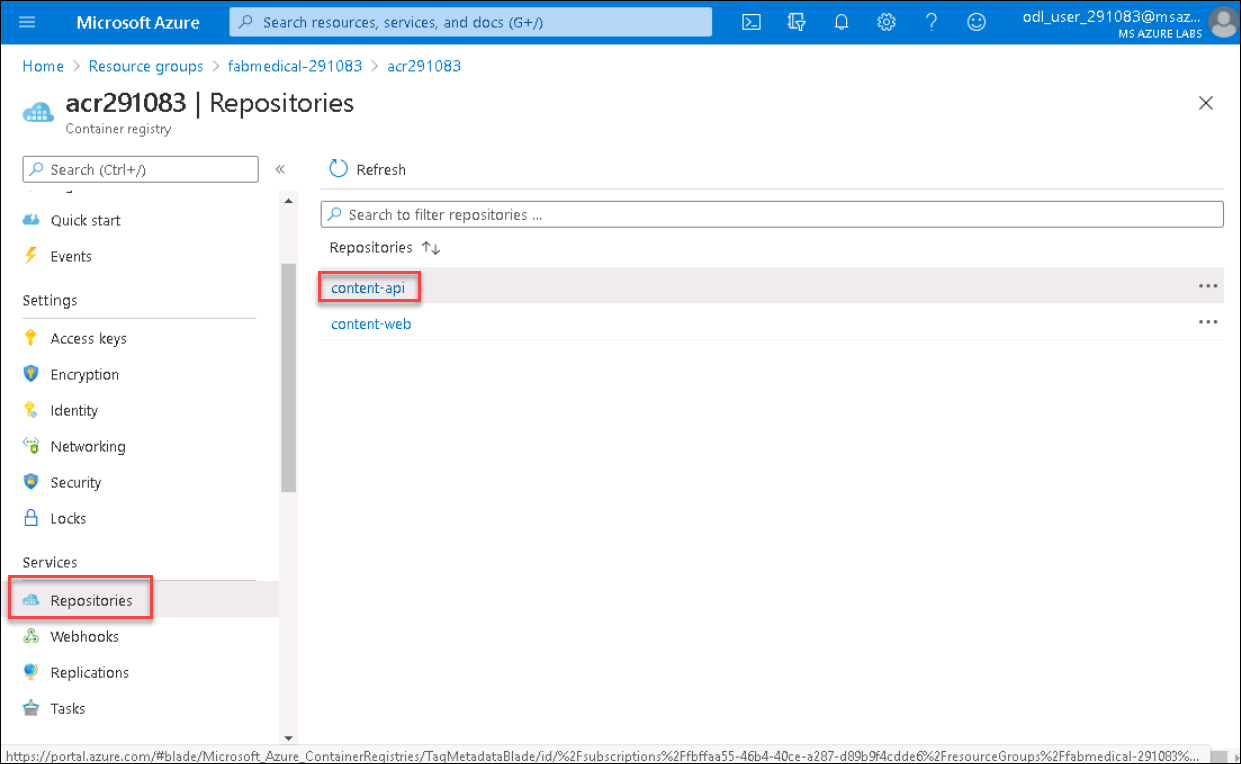 Microsoft Azure
Search resources, services, and docs (G+/)
odl_user_291083@msaz...
MS AZURE LABS
Home > Resource groups > fabmedical-291083 > acr291083
acr291083 | Repositories
Container registry
Search (Ctrl+/)
«
Refresh
Quick start
Events
Settings
Access keys
Encryption
Identity
Networking
Security
Locks
Services
Repositories
Webhooks
Replications
Tasks
Search to filter repositories ...
Repositories
content-api
content-web
https://portal.azure.com/#blade/Microsoft_Azure_ContainerRegistries/TagMetadataBlade/id/%2Fsubscriptions%2Ffbffaa55-46b4-40ce-a287-d89b9f4cdde6%2FresourceGroups%2Ffabmedical-291083%...